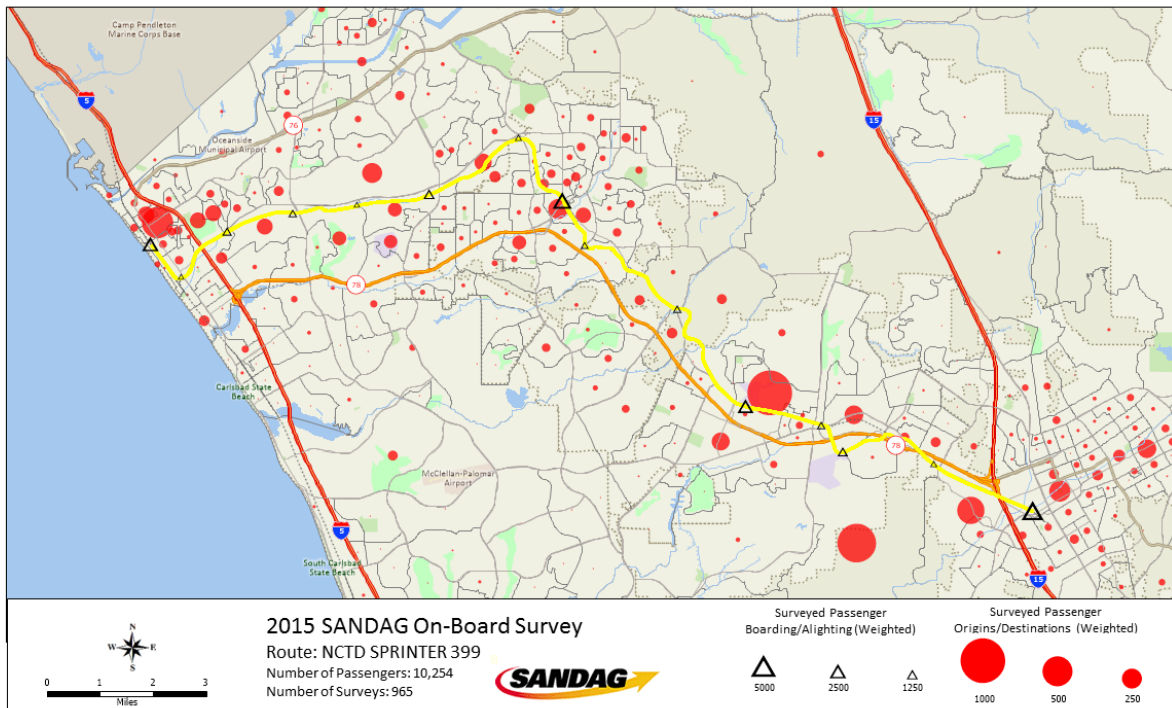 Camp Pendleton
Marine Corps Base
5
76
Oceanside
Municipal Airport
15
78
Carlsbad State
Beach
78
McClellan-Palomar
Airport
5
South Carlsbad
State Beach
15
N
W
E
S
0
1
2
3
Miles
2015 SANDAG On-Board Survey
Route: NCTD SPRINTER 399
Number of Passengers: 10,254
Number of Surveys: 965
SANDAG
Surveyed Passenger
Boarding/Alighting (Weighted)
5000
2500
1250
Surveyed Passenger
Origins/Destinations (Weighted)
1000
500
250